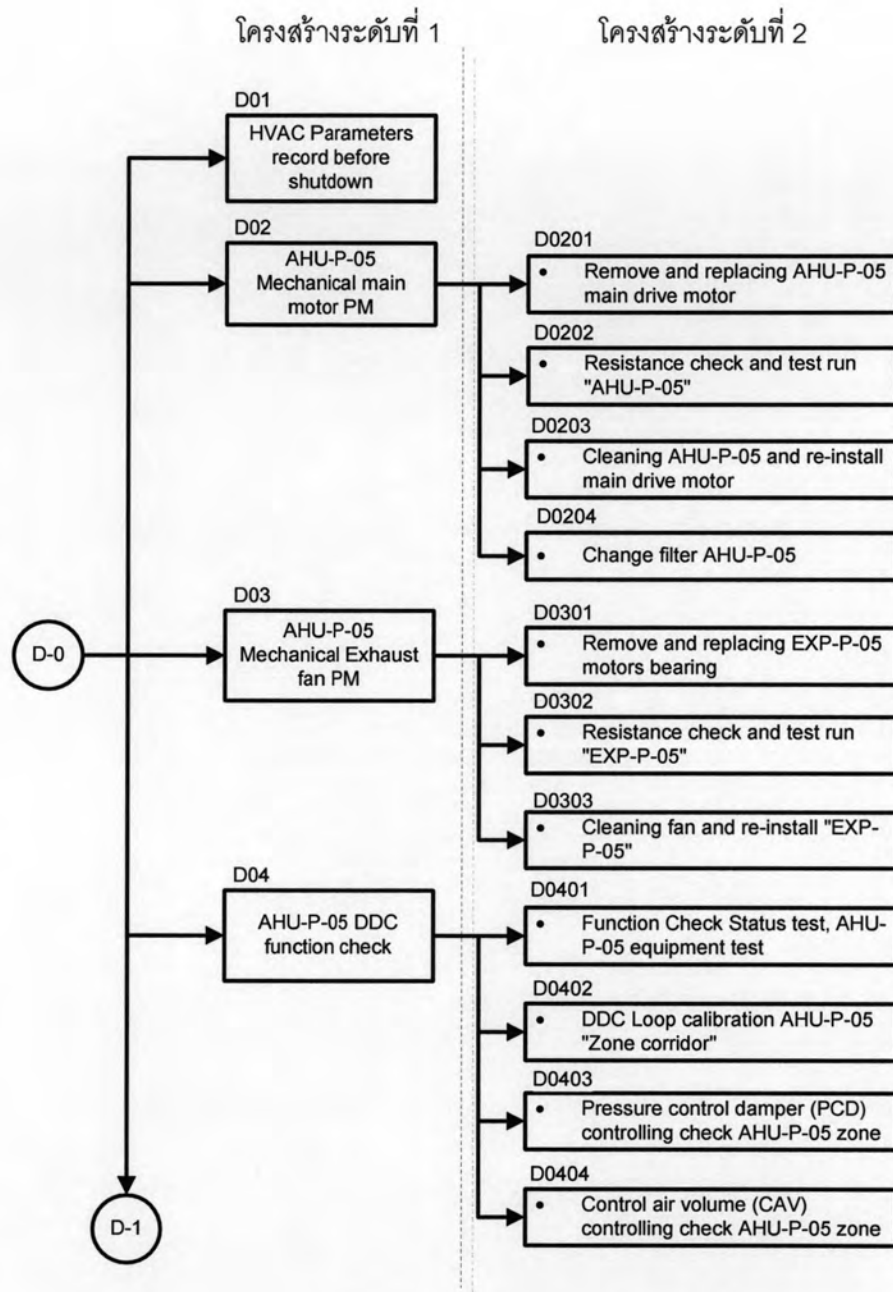 โครงสร้างระดับที่ 1
โครงสร้างระดับที่ 2
D01
HVAC Parameters
record before
shutdown
D02
AHU-P-05
Mechanical main
motor PM
D0201
• Remove and replacing AHU-P-05
main drive motor
D0202
• Resistance check and test run
"AHU-P-05"
D0203
• Cleaning AHU-P-05 and re-install
main drive motor
D0204
• Change filter AHU-P-05
D-0
D03
AHU-P-05
Mechanical Exhaust
fan PM
D0301
• Remove and replacing EXP-P-05
motors bearing
D0302
• Resistance check and test run
"EXP-P-05"
D0303
• Cleaning fan and re-install "EXP-
P-05"
D04
AHU-P-05 DDC
function check
D0401
• Function Check Status test, AHU-
P-05 equipment test
D0402
• DDC Loop calibration AHU-P-05
"Zone corridor"
D0403
• Pressure control damper (PCD)
controlling check AHU-P-05 zone
D0404
• Control air volume (CAV)
controlling check AHU-P-05 zone
D-1